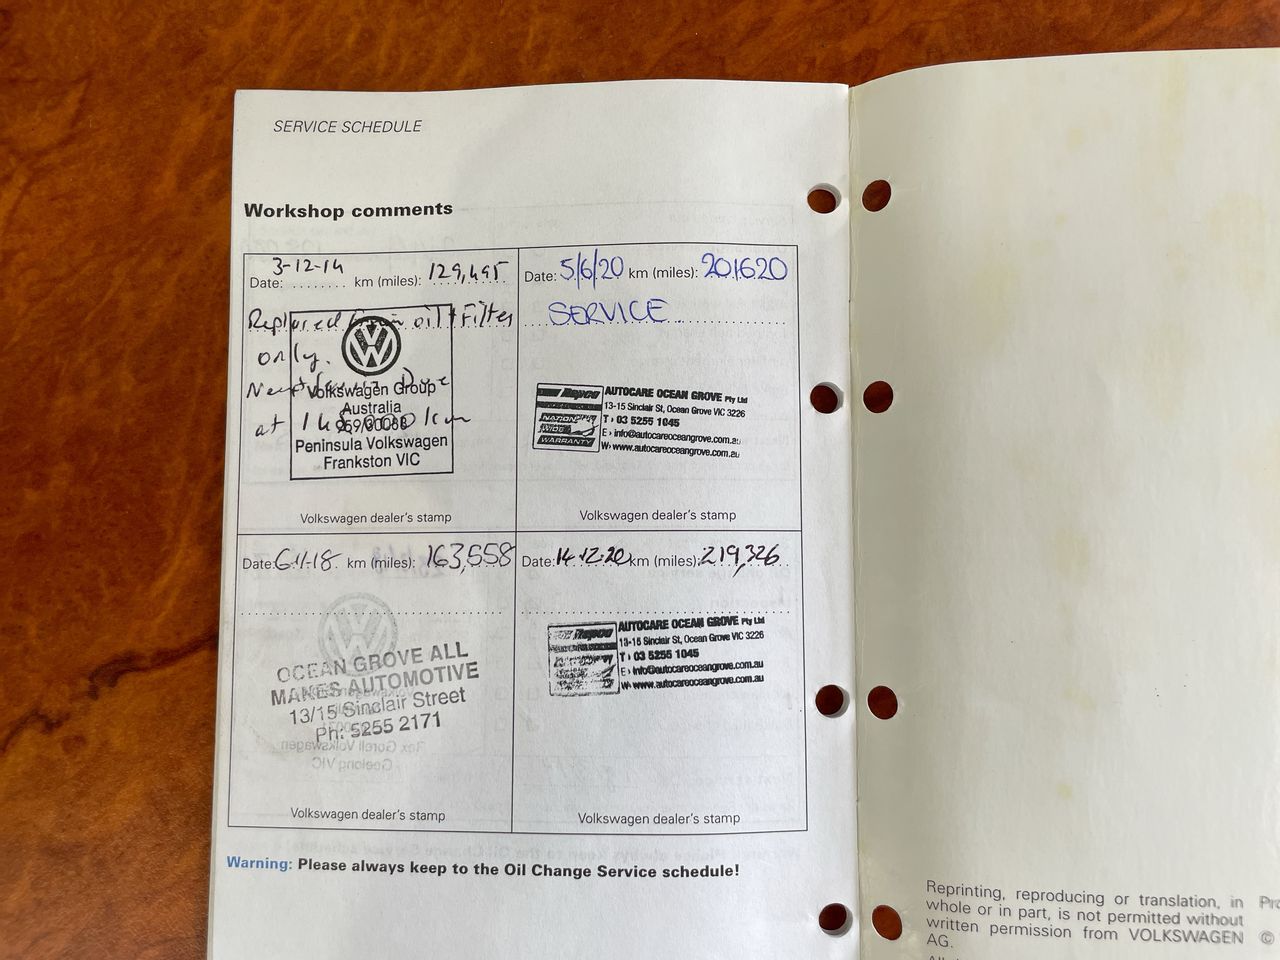 SERVICE SCHEDULE
Workshop comments
Date: 3-12-14 km (miles): 129,495
Replaced oil + Filter
only.
Due
at
Volkswagen Group
Australia
Peninsula Volkswagen
Frankston VIC
Volkswagen dealer's stamp
Date: 5/6/20 km (miles): 201620
SERVICE
Repco
NATION
WIDE
WARRANTY
AUTOCARE OCEAN GROVE Pty Ltd
13-15 Sinclair St, Ocean Grove VIC 3226
T › 03 5255 1045
E › info@autocareoceangrove.com.au
W› www.autocareoceangrove.com.au
Volkswagen dealer's stamp
Date: 6.11.18. km (miles): 163,558
OCEAN GROVE ALL
MAKES AUTOMOTIVE
13/15 Sinclair Street
Ph: 5255 2171
Volkswagen dealer's stamp
Date: 14.12.20 km (miles): 219,326
Repco
AUTOCARE OCEAN GROVE Pty Ltd
13-15 Sinclair St, Ocean Grove VIC 3226
T › 03 5255 1045
E › info@autocareoceangrove.com.au
W› www.autocareoceangrove.com.au
Volkswagen dealer's stamp
Warning: Please always keep to the Oil Change Service schedule!
Reprinting, reproducing or translation, in
whole or in part, is not permitted without
written permission from VOLKSWAGEN
AG.
©